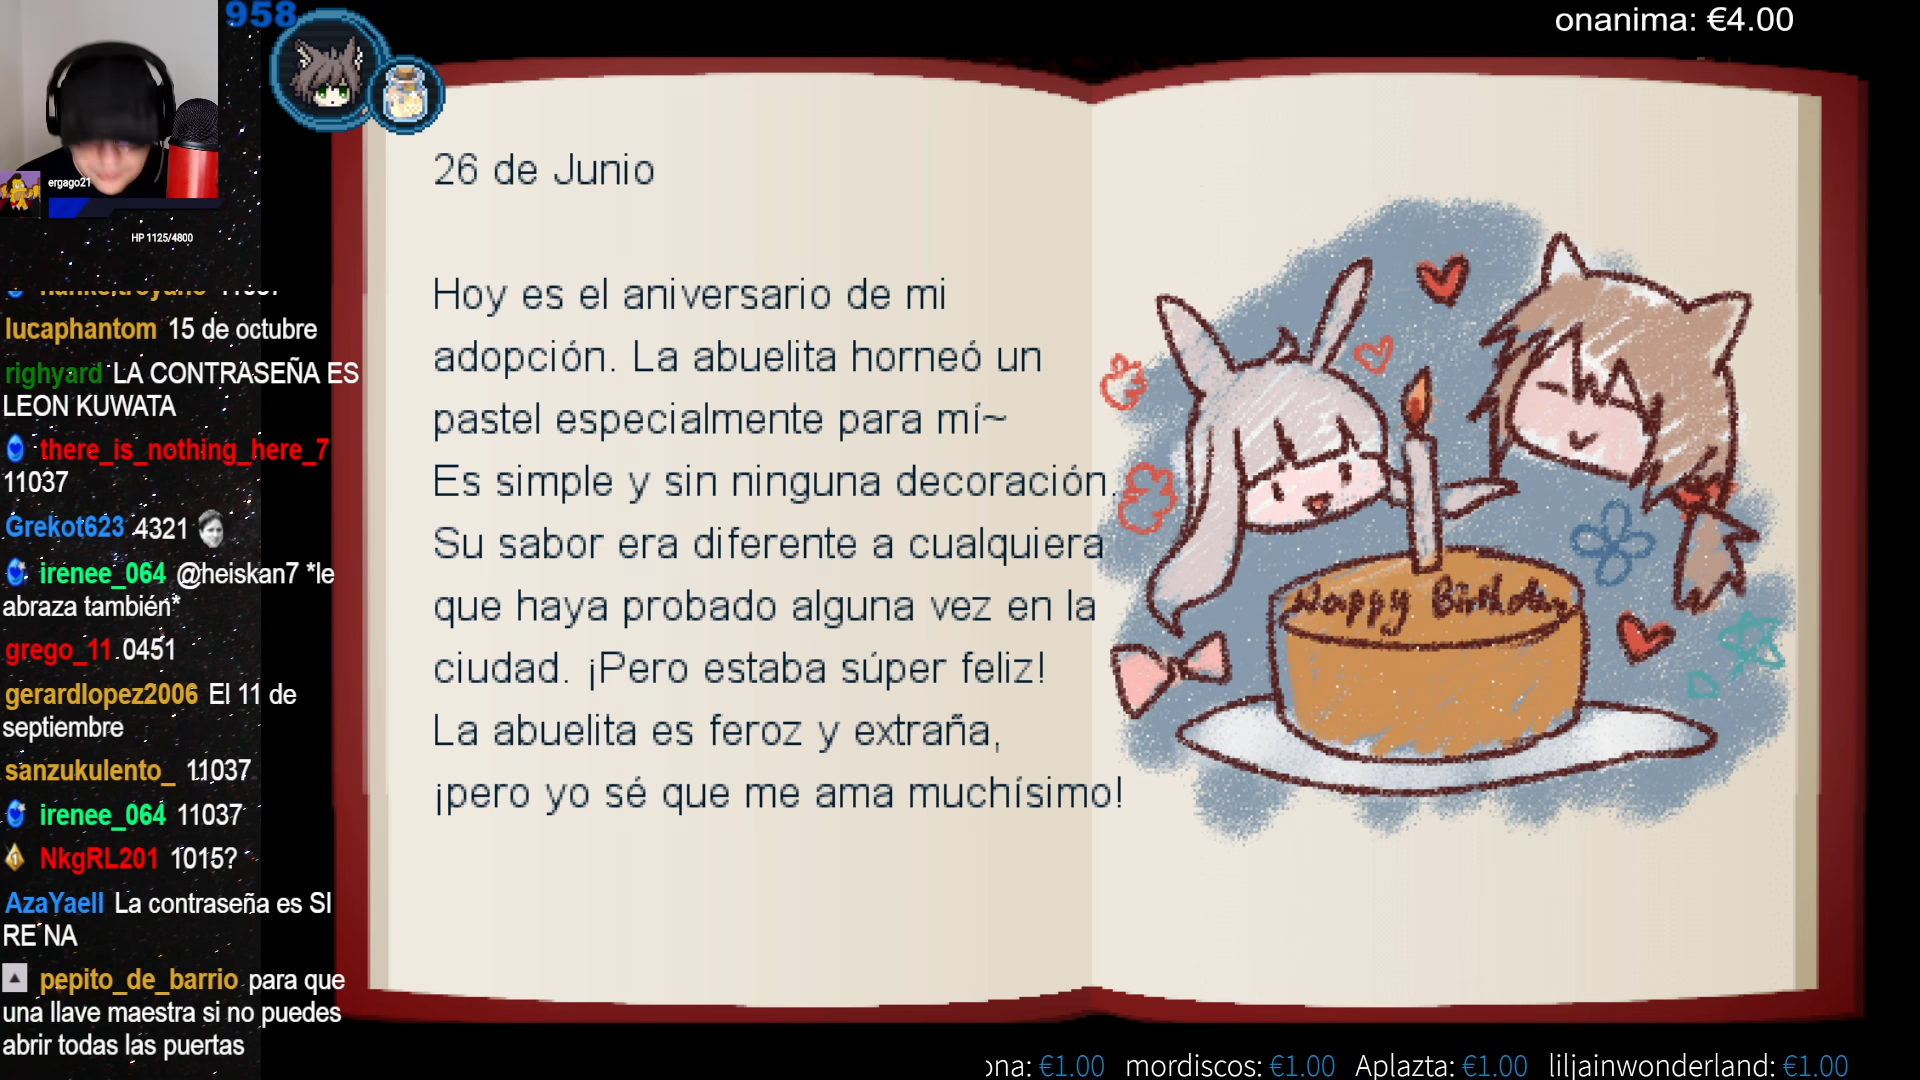 958
onanima: €4.00
ergago21
HP 1125/4800
11037
lucaphantom 15 de octubre
righyard LA CONTRASEÑA ES
LEON KUWATA
there_is_nothing_here_7
11037
Grekot623 4321
irenee_064 @heiskan7 *le
abraza también*
grego_11 0451
gerardlopez2006 El 11 de
septiembre
sanzukulento_ 11037
irenee_064 11037
NkgRL201 1015?
AzaYaell La contraseña es SI
RE NA
pepito_de_barrio para que
una llave maestra si no puedes
abrir todas las puertas
26 de Junio
Hoy es el aniversario de mi
adopción. La abuelita horneó un
pastel especialmente para mí~
Es simple y sin ninguna decoración.
Su sabor era diferente a cualquiera
que haya probado alguna vez en la
ciudad. ¡Pero estaba súper feliz!
La abuelita es feroz y extraña,
¡pero yo sé que me ama muchísimo!
Happy Birthday
ona: €1.00 mordiscos: €1.00 Aplazta: €1.00 liljainwonderland: €1.00